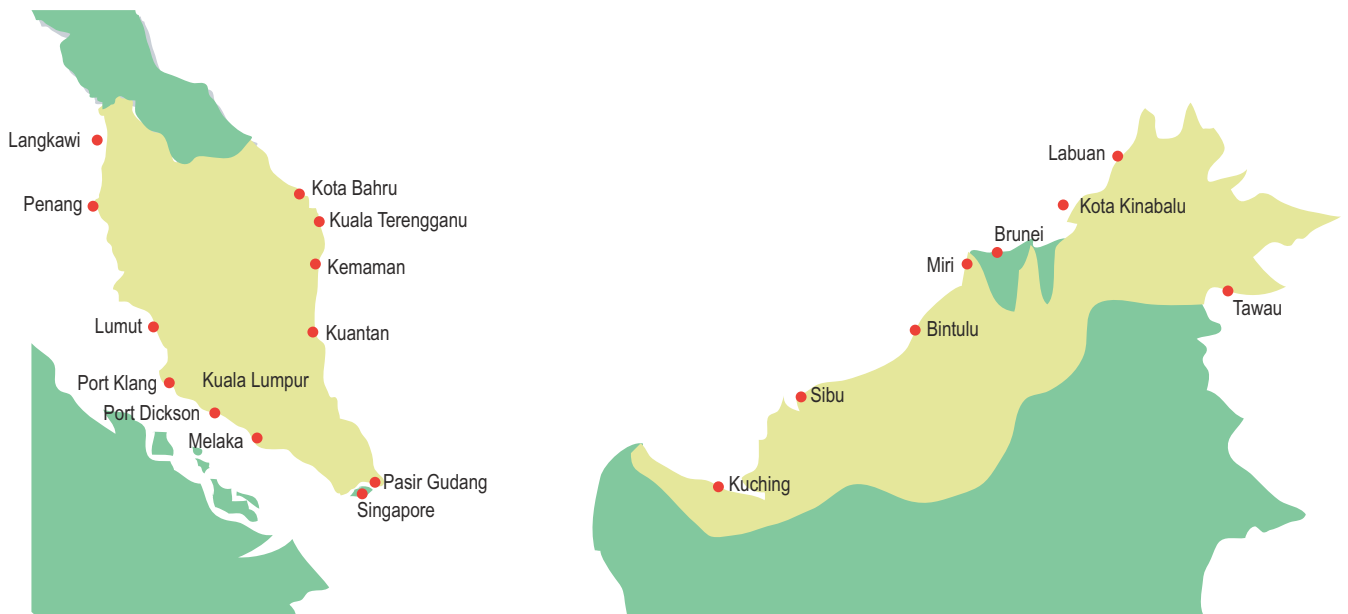 Langkawi
Penang
Kota Bahru
Kuala Terengganu
Kemaman
Lumut
Kuantan
Port Klang
Kuala Lumpur
Port Dickson
Melaka
Pasir Gudang
Singapore
Labuan
Kota Kinabalu
Brunei
Miri
Tawau
Bintulu
Sibu
Kuching